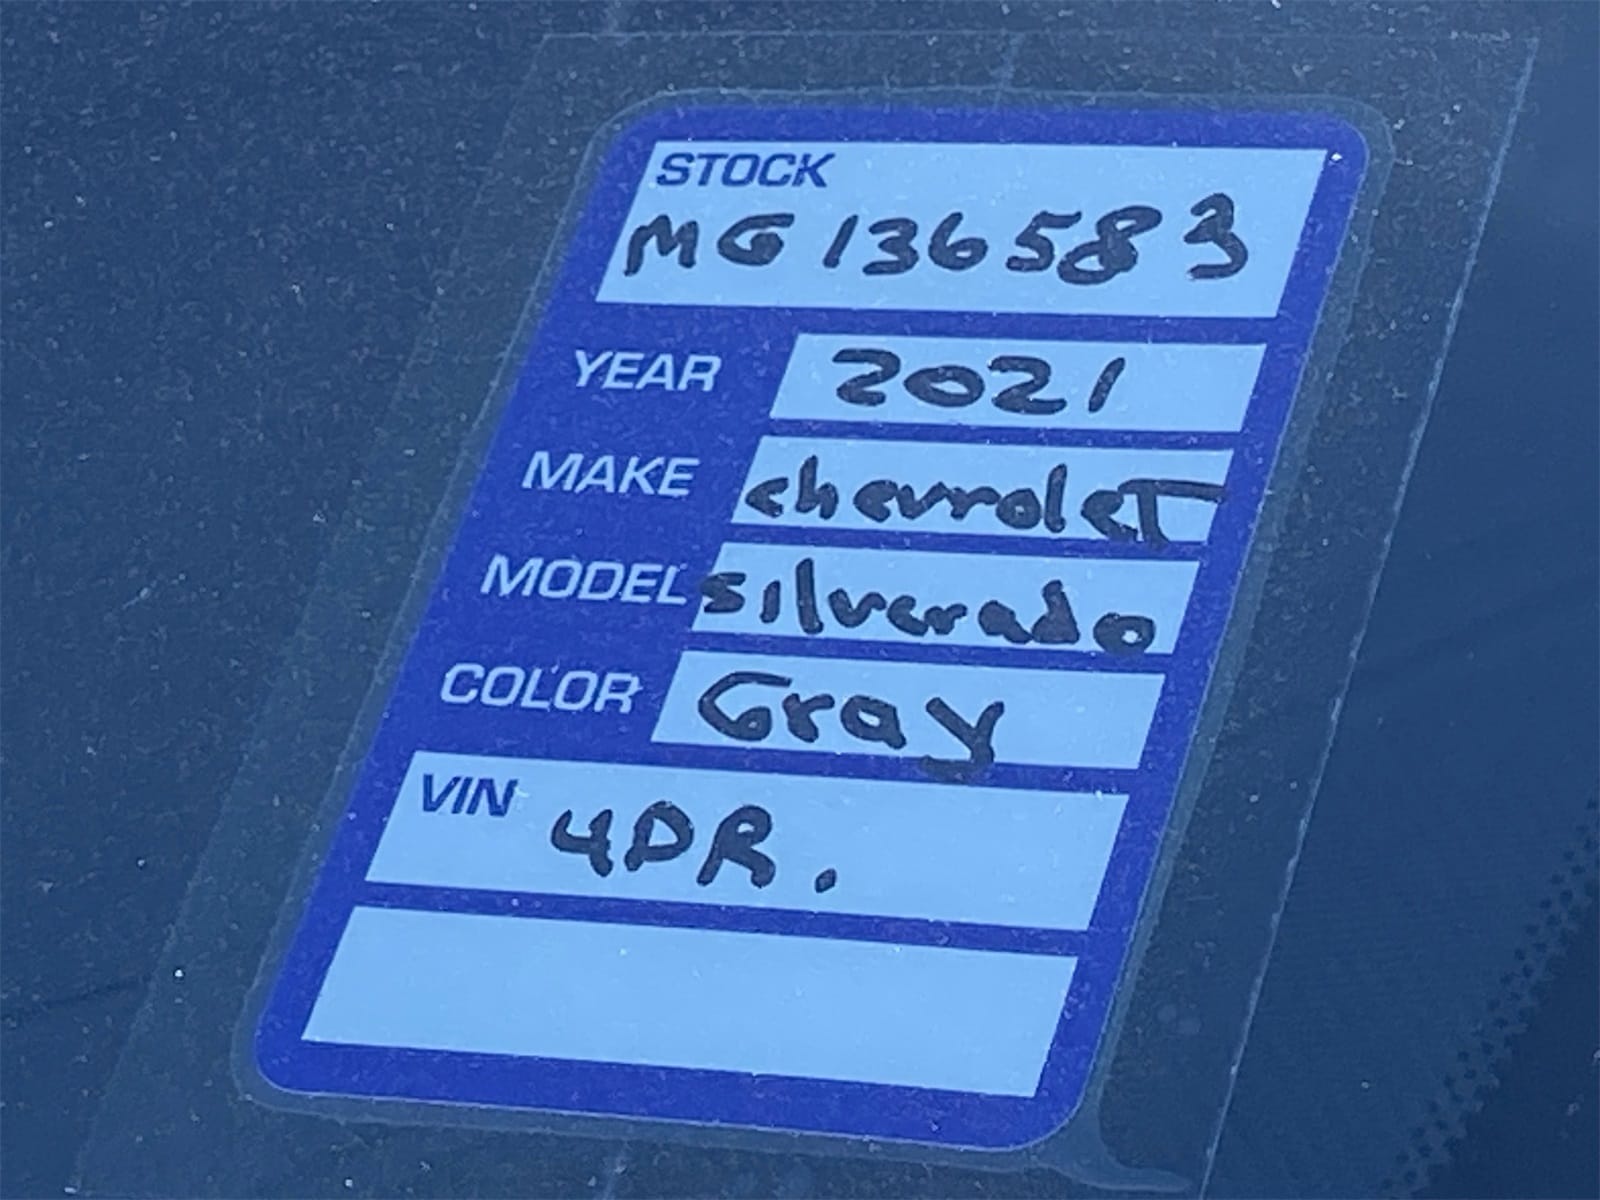 STOCK
MG136583
YEAR 2021
MAKE chevroleT
MODEL silverado
COLOR Gray
VIN 4DR.